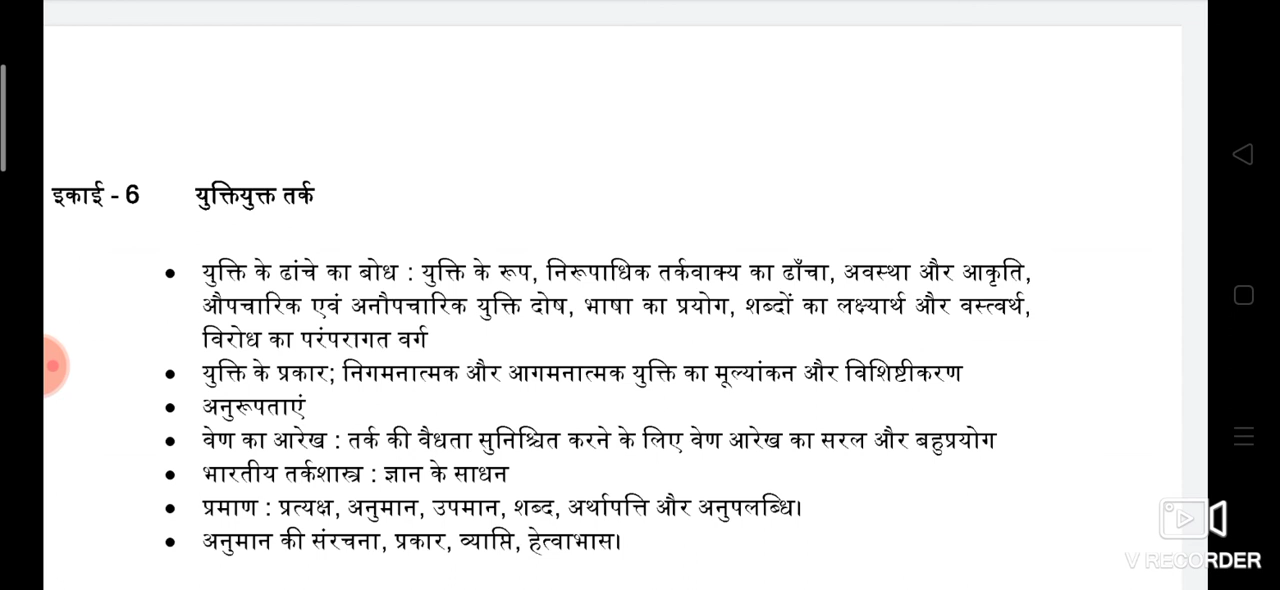 इकाई - 6 युक्तियुक्त तर्क
• युक्ति के ढांचे का बोध : युक्ति के रूप, निरूपाधिक तर्कवाक्य का ढाँचा, अवस्था और आकृति,
औपचारिक एवं अनौपचारिक युक्ति दोष, भाषा का प्रयोग, शब्दों का लक्ष्यार्थ और वस्त्वर्थ,
विरोध का परंपरागत वर्ग
• युक्ति के प्रकार; निगमनात्मक और आगमनात्मक युक्ति का मूल्यांकन और विशिष्टीकरण
• अनुरूपताएं
• वेण का आरेख : तर्क की वैधता सुनिश्चित करने के लिए वेण आरेख का सरल और बहुप्रयोग
• भारतीय तर्कशास्त्र : ज्ञान के साधन
• प्रमाण : प्रत्यक्ष, अनुमान, उपमान, शब्द, अर्थापत्ति और अनुपलब्धि।
• अनुमान की संरचना, प्रकार, व्याप्ति, हेत्वाभास।
V RECORDER